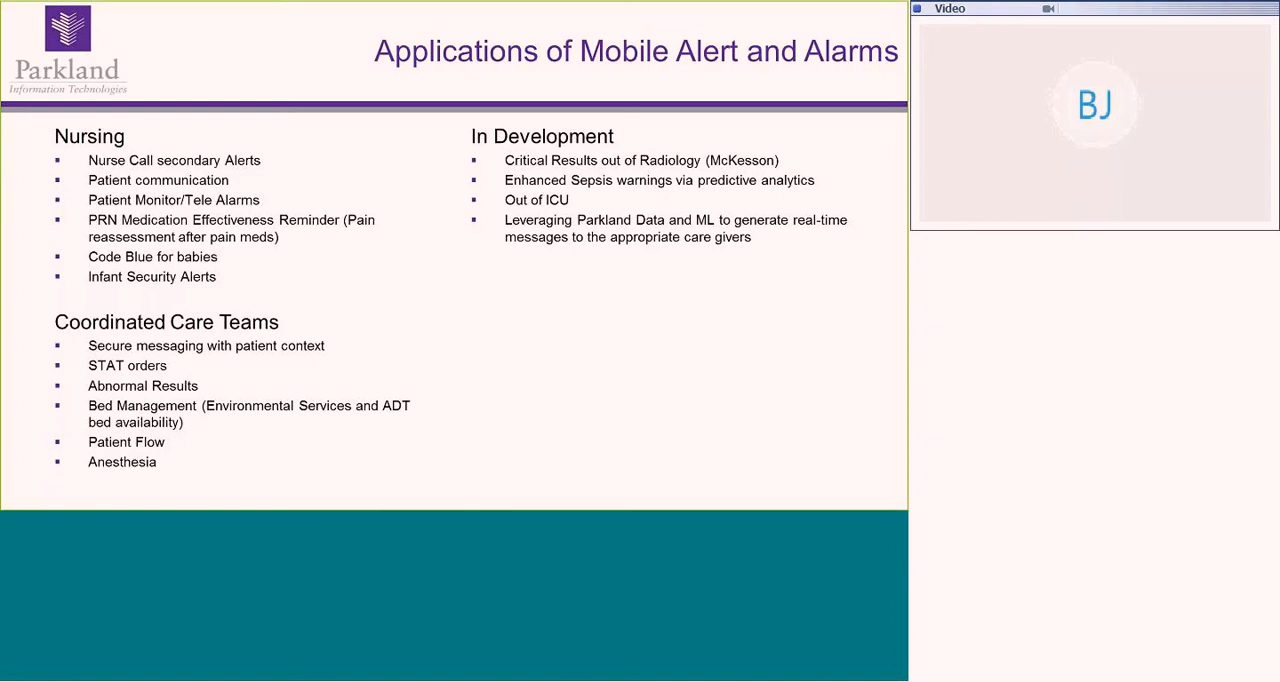 Parkland
Information Technologies
Applications of Mobile Alert and Alarms
Nursing
▪ Nurse Call secondary Alerts
▪ Patient communication
▪ Patient Monitor/Tele Alarms
▪ PRN Medication Effectiveness Reminder (Pain
reassessment after pain meds)
▪ Code Blue for babies
▪ Infant Security Alerts
Coordinated Care Teams
▪ Secure messaging with patient context
▪ STAT orders
▪ Abnormal Results
▪ Bed Management (Environmental Services and ADT
bed availability)
▪ Patient Flow
▪ Anesthesia
In Development
▪ Critical Results out of Radiology (McKesson)
▪ Enhanced Sepsis warnings via predictive analytics
▪ Out of ICU
▪ Leveraging Parkland Data and ML to generate real-time
messages to the appropriate care givers
Video
BJ